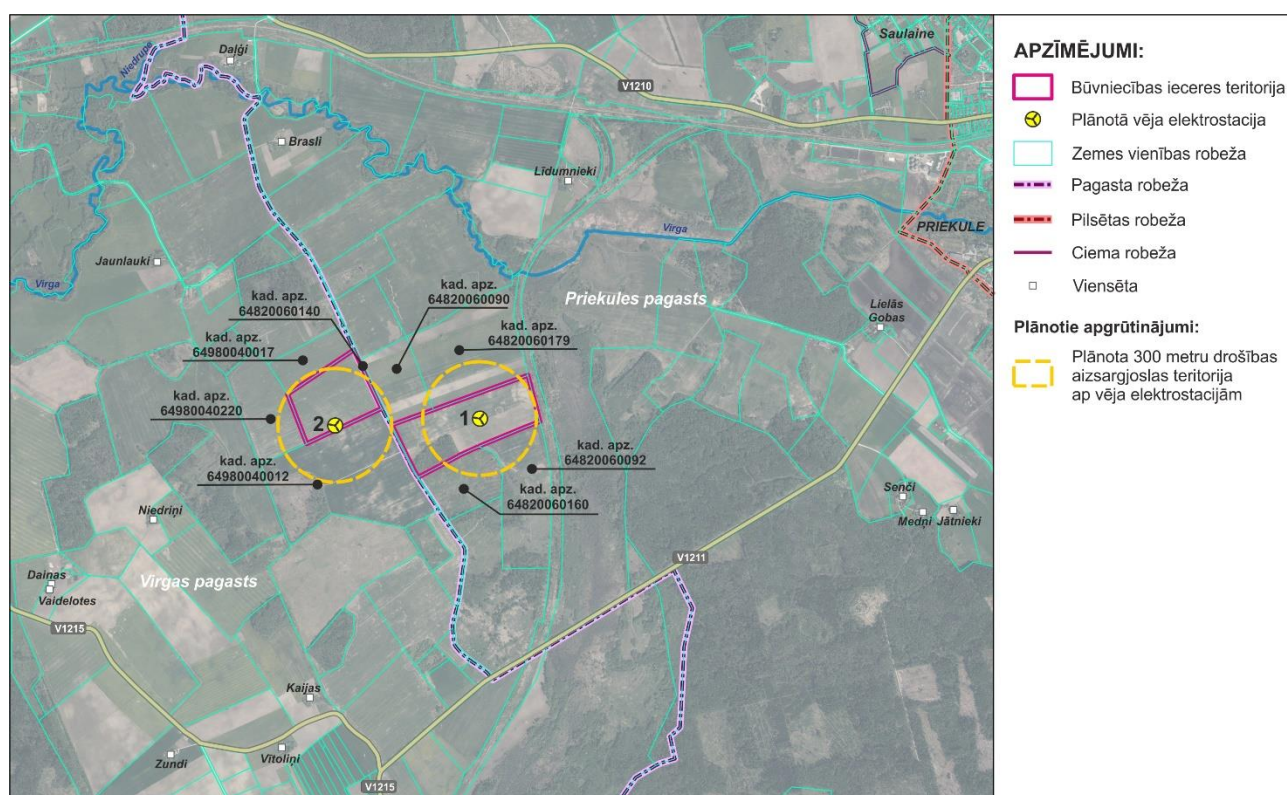 Saulaine
Daļģi
Niedrupe
V1210
Brasli
Līdumnieki
PRIEKULE
Virga
Jaunlauki
Virga
Priekules pagasts
Lielās
Gobas
kad. apz.
64820060140
kad. apz.
64820060090
kad. apz.
64820060179
kad. apz.
64980040017
kad. apz.
64980040220
2
1
kad. apz.
64820060092
kad. apz.
64980040012
kad. apz.
64820060160
Niedriņi
Senči
Medņi
Jātnieki
V1211
Dainas
Vaidelotes
Virgas pagasts
V1215
Kaijas
Zundi
Vītoliņi
V1215
APZĪMĒJUMI:
Būvniecības ieceres teritorija
Plānotā vēja elektrostacija
Zemes vienības robeža
Pagasta robeža
Pilsētas robeža
Ciema robeža
Viensēta
Plānotie apgrūtinājumi:
Plānota 300 metru drošības
aizsargjoslas teritorija
ap vēja elektrostacijām